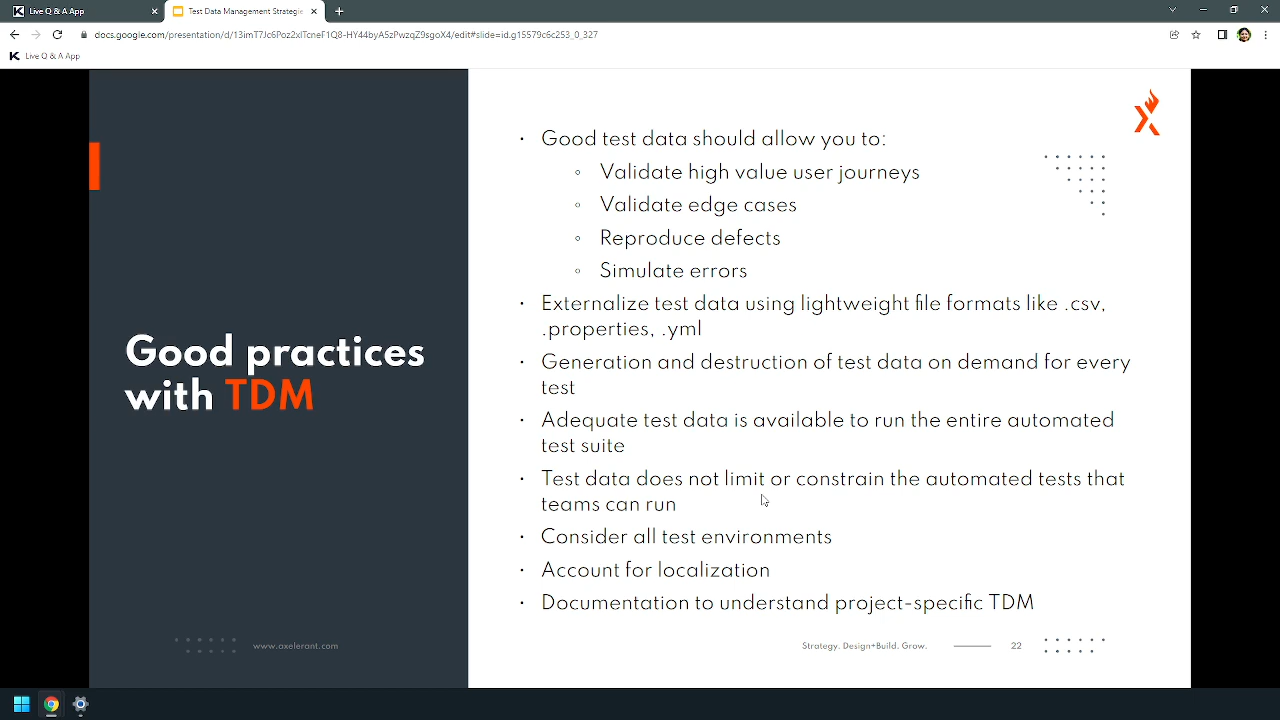 Live Q & A App
Test Data Management Strategie
docs.google.com/presentation/d/13imT7Jc6Poz2xlTcneF1Q8-HY44byA5zPwzqZ9sgoX4/edit#slide=id.g15579c6c253_0_327
Live Q & A App
Good practices
with TDM
www.axelerant.com
• Good test data should allow you to:
◦ Validate high value user journeys
◦ Validate edge cases
◦ Reproduce defects
◦ Simulate errors
• Externalize test data using lightweight file formats like .csv,
.properties, .yml
• Generation and destruction of test data on demand for every
test
• Adequate test data is available to run the entire automated
test suite
• Test data does not limit or constrain the automated tests that
teams can run
• Consider all test environments
• Account for localization
• Documentation to understand project-specific TDM
Strategy. Design+Build. Grow.
22